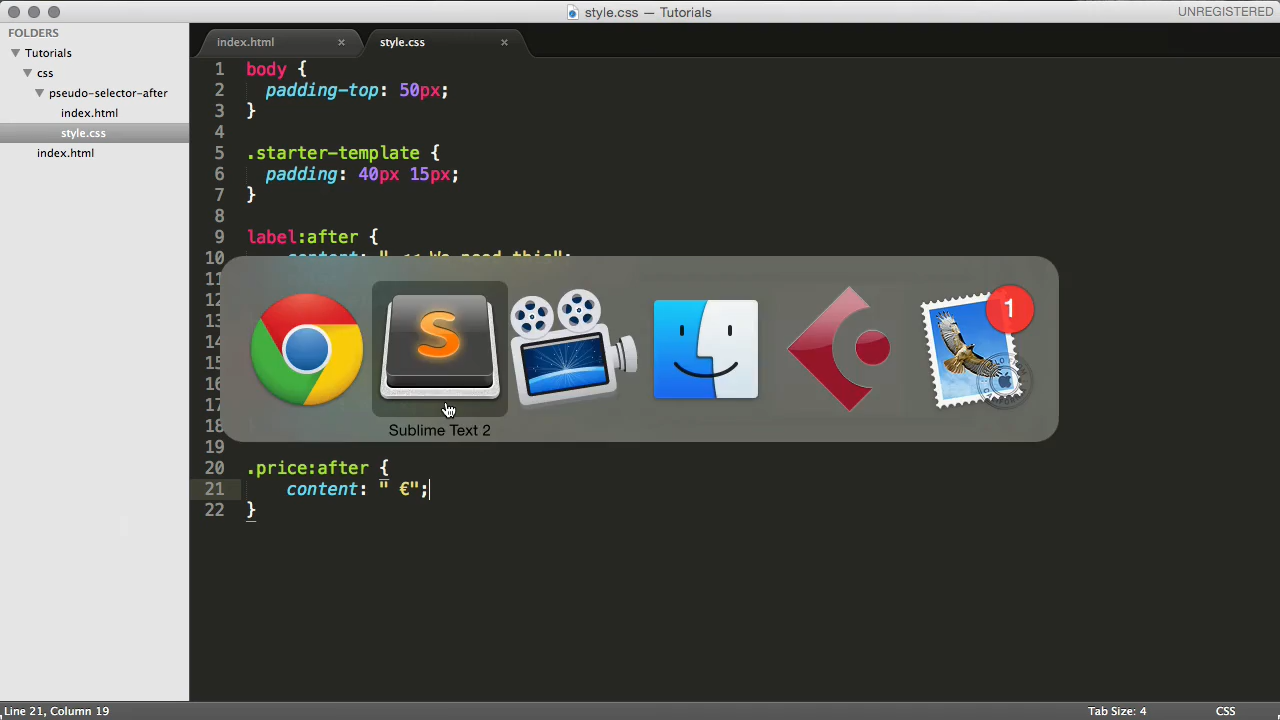 style.css — Tutorials
UNREGISTERED
FOLDERS
Tutorials
css
pseudo-selector-after
index.html
style.css
index.html
index.html ×
style.css ×
1 body {
2 padding-top: 50px;
3 }
4
5 .starter-template {
6 padding: 40px 15px;
7 }
8
9 label:after {
10 content: " << We need this";
11
12
13
14
15
16
17
18
19
20 .price:after {
21 content: " €";
22 }
S
1
Sublime Text 2
Line 21, Column 19
Tab Size: 4
CSS